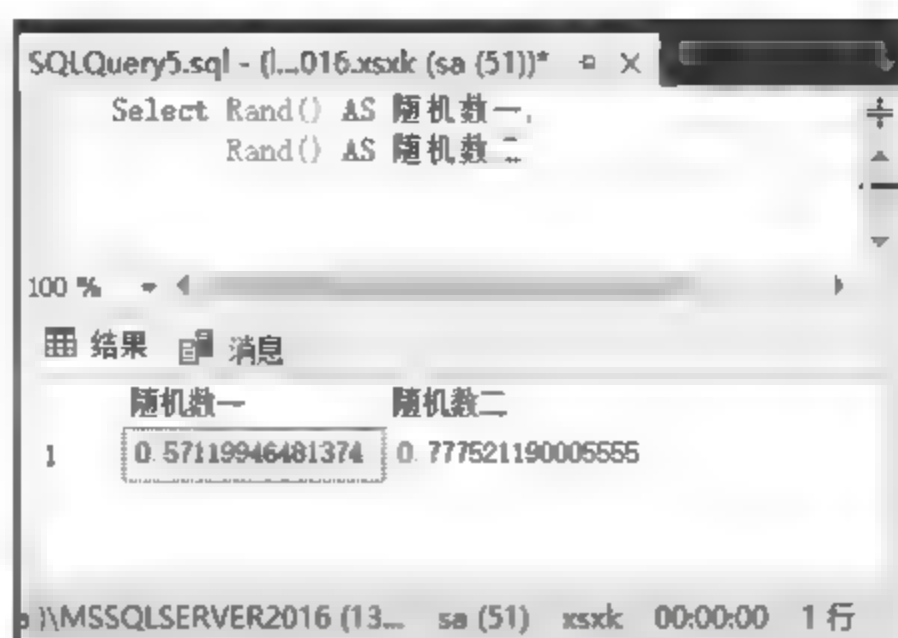 SQLQuery5.sql - (l...016.xsxk (sa (51))*
Select Rand() AS 随机数一,
Rand() AS 随机数二
100 %
结果 消息
随机数一 随机数二
1 0.57119946481374 0.777521190005555
)\MSSQLSERVER2016 (13... sa (51) xsxk 00:00:00 1 行